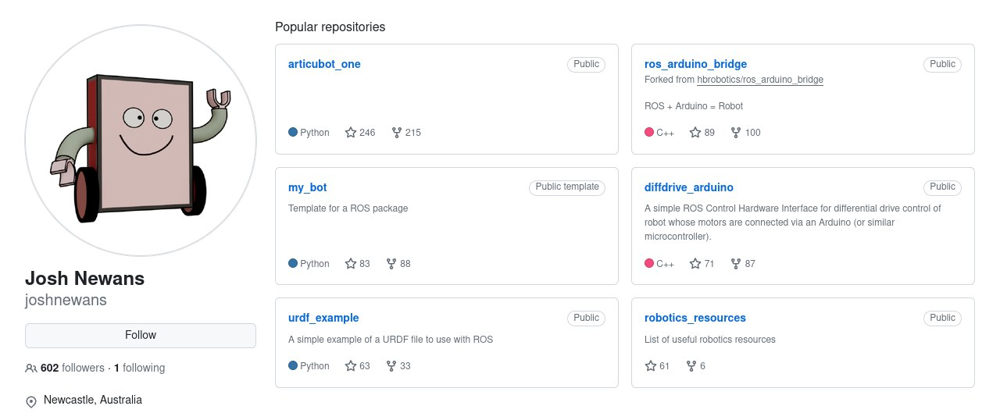 Josh Newans
joshnewans
Follow
602 followers · 1 following
Newcastle, Australia
Popular repositories
articubot_one Public
Python 246 215
ros_arduino_bridge Public
Forked from hbrobotics/ros_arduino_bridge
ROS + Arduino = Robot
C++ 89 100
my_bot Public template
Template for a ROS package
Python 83 88
diffdrive_arduino Public
A simple ROS Control Hardware Interface for differential drive control of
robot whose motors are connected via an Arduino (or similar
microcontroller).
C++ 71 87
urdf_example Public
A simple example of a URDF file to use with ROS
Python 63 33
robotics_resources Public
List of useful robotics resources
61 6